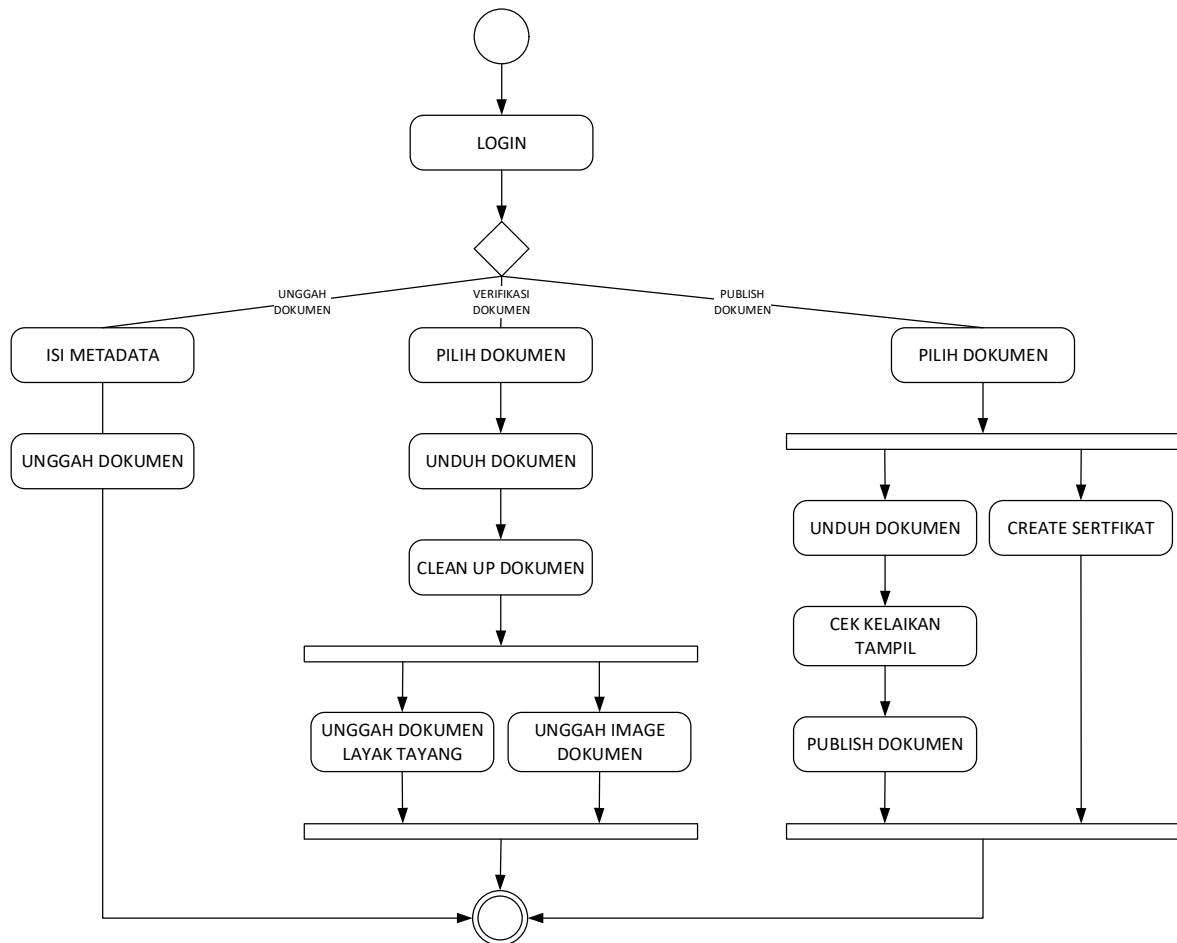 LOGIN
UNGGAH
DOKUMEN
VERIFIKASI
DOKUMEN
PUBLISH
DOKUMEN
ISI METADATA
PILIH DOKUMEN
PILIH DOKUMEN
UNGGAH DOKUMEN
UNDUH DOKUMEN
UNDUH DOKUMEN
CREATE SERTFIKAT
CLEAN UP DOKUMEN
CEK KELAIKAN
TAMPIL
UNGGAH DOKUMEN
LAYAK TAYANG
UNGGAH IMAGE
DOKUMEN
PUBLISH DOKUMEN